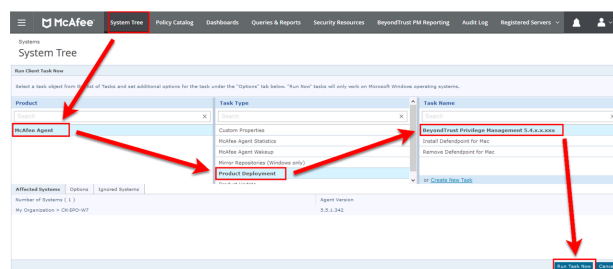 McAfee System Tree Policy Catalog Dashboards Queries & Reports Security Resources BeyondTrust PM Reporting Audit Log Registered Servers
Systems
System Tree
Run Client Task Now
Select a task object from the list of Tasks and set additional options for the task under the "Options" tab below. "Run Now" tasks will only work on Microsoft Windows operating systems.
Product Task Type Task Name
Search Search Search
McAfee Agent Custom Properties BeyondTrust Privilege Management 5.4.x.x.xxx
McAfee Agent Statistics Install Defendpoint for Mac
McAfee Agent Wakeup Remove Defendpoint for Mac
Mirror Repositories (Windows only)
Product Deployment
or Create New Task
Affected Systems Options Ignored Systems
Number of Systems ( 1 ) Agent Version
My Organization > 5.5.1.342
Run Task Now Cance